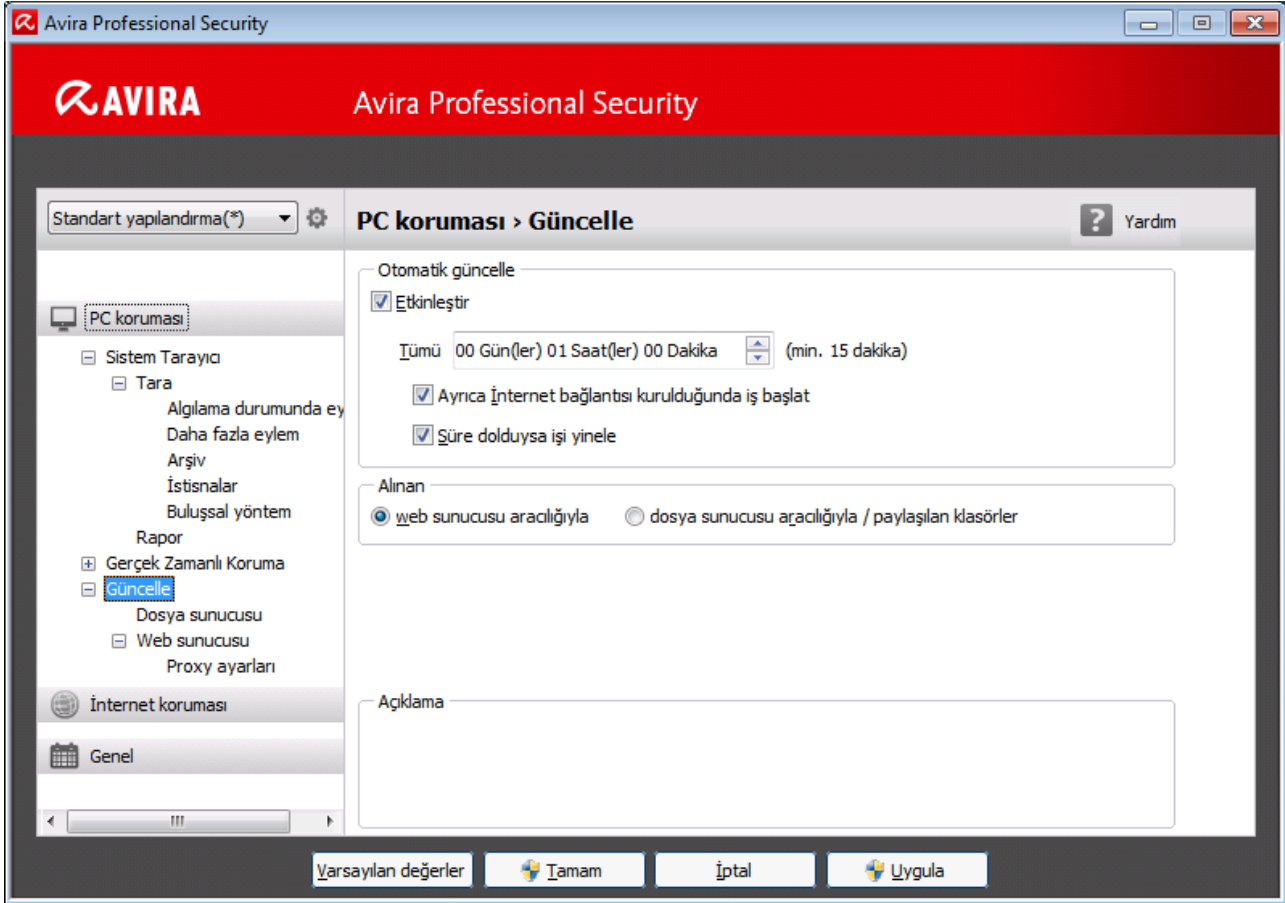 Avira Professional Security
AVIRA
Avira Professional Security
Standart yapılandırma(*)
PC koruması › Güncelle
Yardım
PC koruması
Sistem Tarayıcı
Tara
Algılama durumunda ey
Daha fazla eylem
Arşiv
İstisnalar
Buluşsal yöntem
Rapor
Gerçek Zamanlı Koruma
Güncelle
Dosya sunucusu
Web sunucusu
Proxy ayarları
İnternet koruması
Genel
Otomatik güncelle
Etkinleştir
Tümü 00 Gün(ler) 01 Saat(ler) 00 Dakika (min. 15 dakika)
Ayrıca İnternet bağlantısı kurulduğunda iş başlat
Süre dolduysa işi yinele
Alınan
web sunucusu aracılığıyla dosya sunucusu aracılığıyla / paylaşılan klasörler
Açıklama
Varsayılan değerler Tamam İptal Uygula